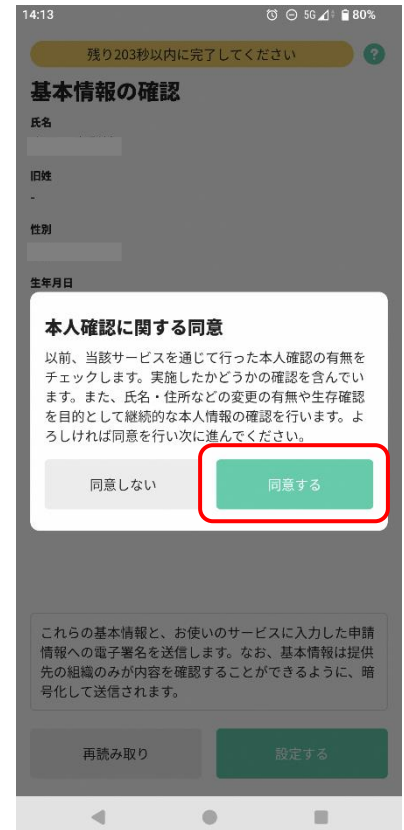 14:13
5G 80%
残り203秒以内に完了してください ?
基本情報の確認
氏名
旧姓
-
性別
生年月日
本人確認に関する同意
以前、当該サービスを通じて行った本人確認の有無を
チェックします。実施したかどうかの確認を含んでい
ます。また、氏名・住所などの変更の有無や生存確認
を目的として継続的な本人情報の確認を行います。よ
ろしければ同意を行い次に進んでください。
同意しない
同意する
これらの基本情報と、お使いのサービスに入力した申請
情報への電子署名を送信します。なお、基本情報は提供
先の組織のみが内容を確認することができるように、暗
号化して送信されます。
再読み取り
設定する